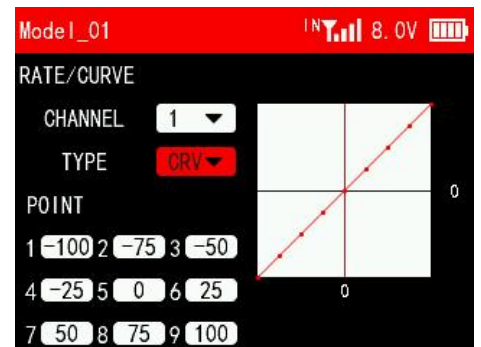 Model_01 IN 8.0V
RATE/CURVE
CHANNEL 1
TYPE CRV
POINT
0
1 -100 2 -75 3 -50
4 -25 5 0 6 25
0
7 50 8 75 9 100